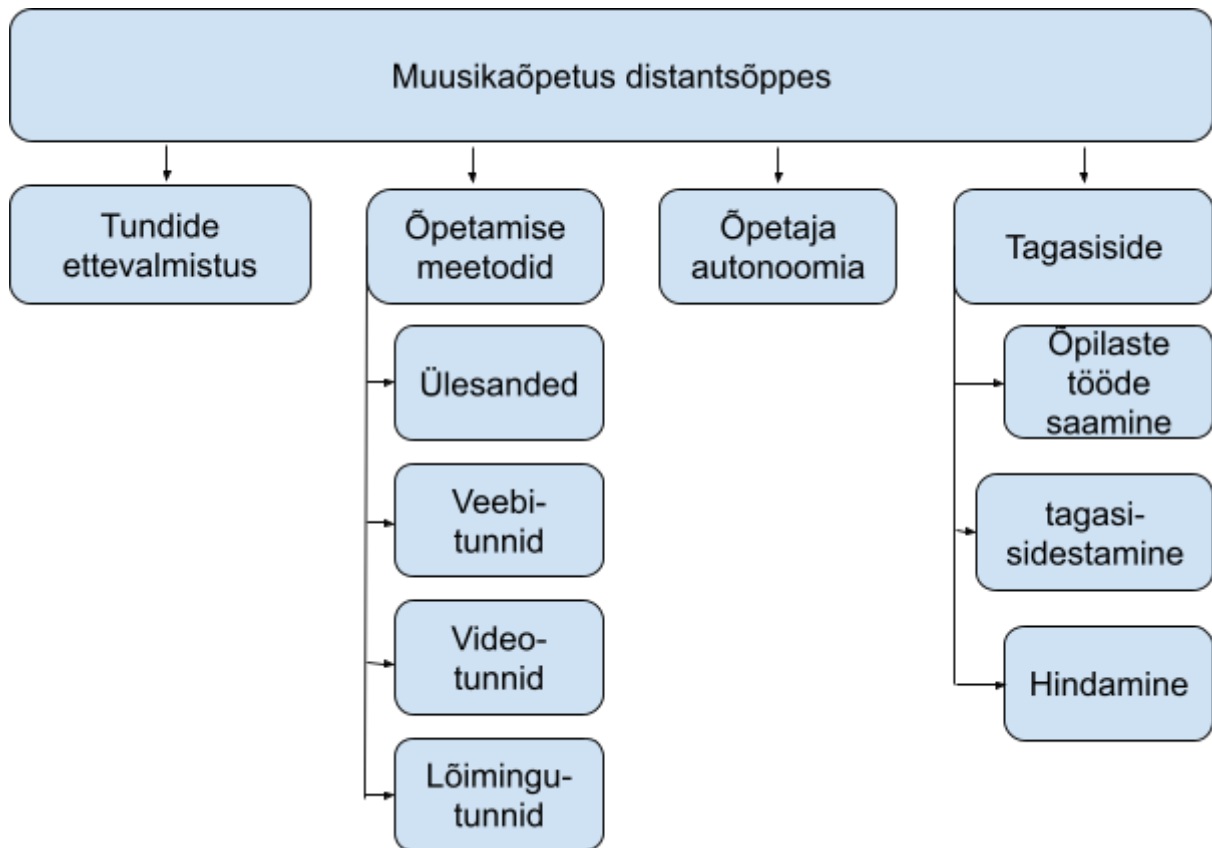 Muusikaõpetus distantsõppes
Tundide
ettevalmistus
Õpetamise
meetodid
Ülesanded
Veebi-
tunnid
Video-
tunnid
Lõimingu-
tunnid
Õpetaja
autonoomia
Tagasiside
Õpilaste
tööde
saamine
tagasi-
sidestamine
Hindamine